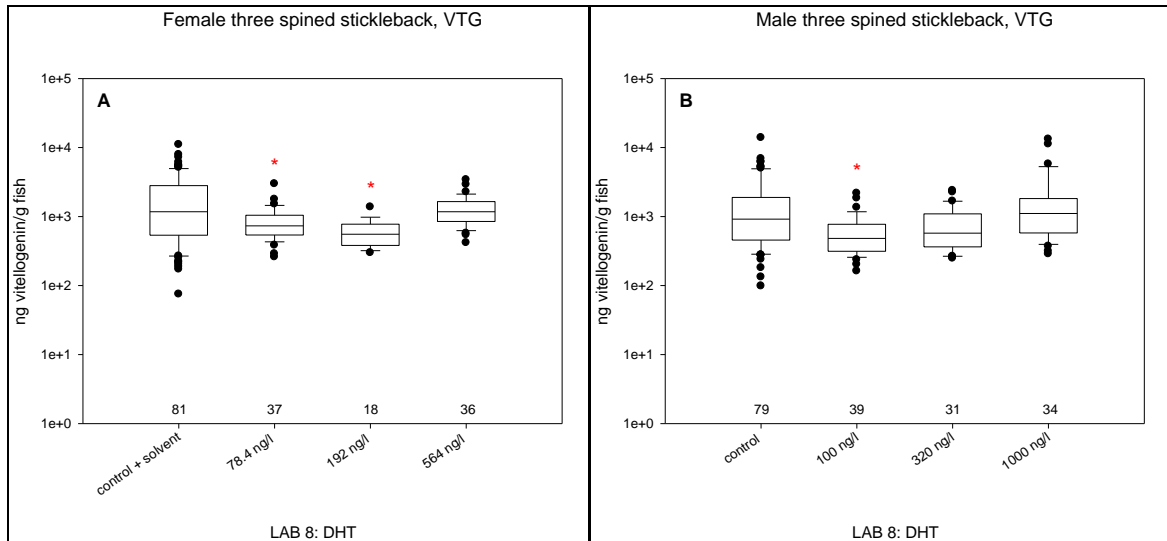 Female three spined stickleback, VTG
A
ng vitellogenin/g fish
1e+5
1e+4
1e+3
1e+2
1e+1
1e+0
*
*
81
37
18
36
control + solvent
78.4 ng/l
192 ng/l
564 ng/l
LAB 8: DHT
Male three spined stickleback, VTG
B
ng vitellogenin/g fish
1e+5
1e+4
1e+3
1e+2
1e+1
1e+0
*
79
39
31
34
control
100 ng/l
320 ng/l
1000 ng/l
LAB 8: DHT